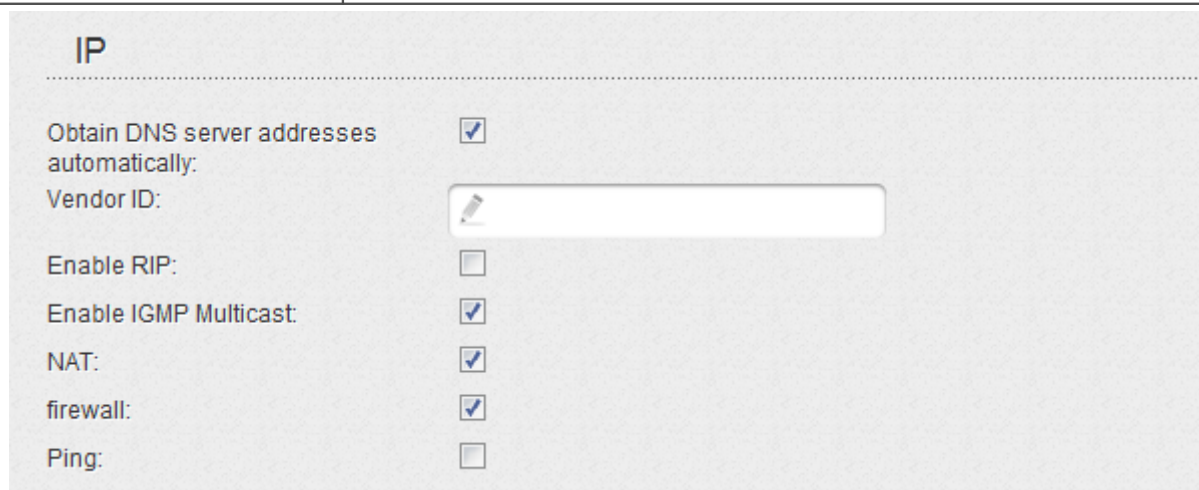 IP
Obtain DNS server addresses
automatically:
Vendor ID:
Enable RIP:
Enable IGMP Multicast:
NAT:
firewall:
Ping: